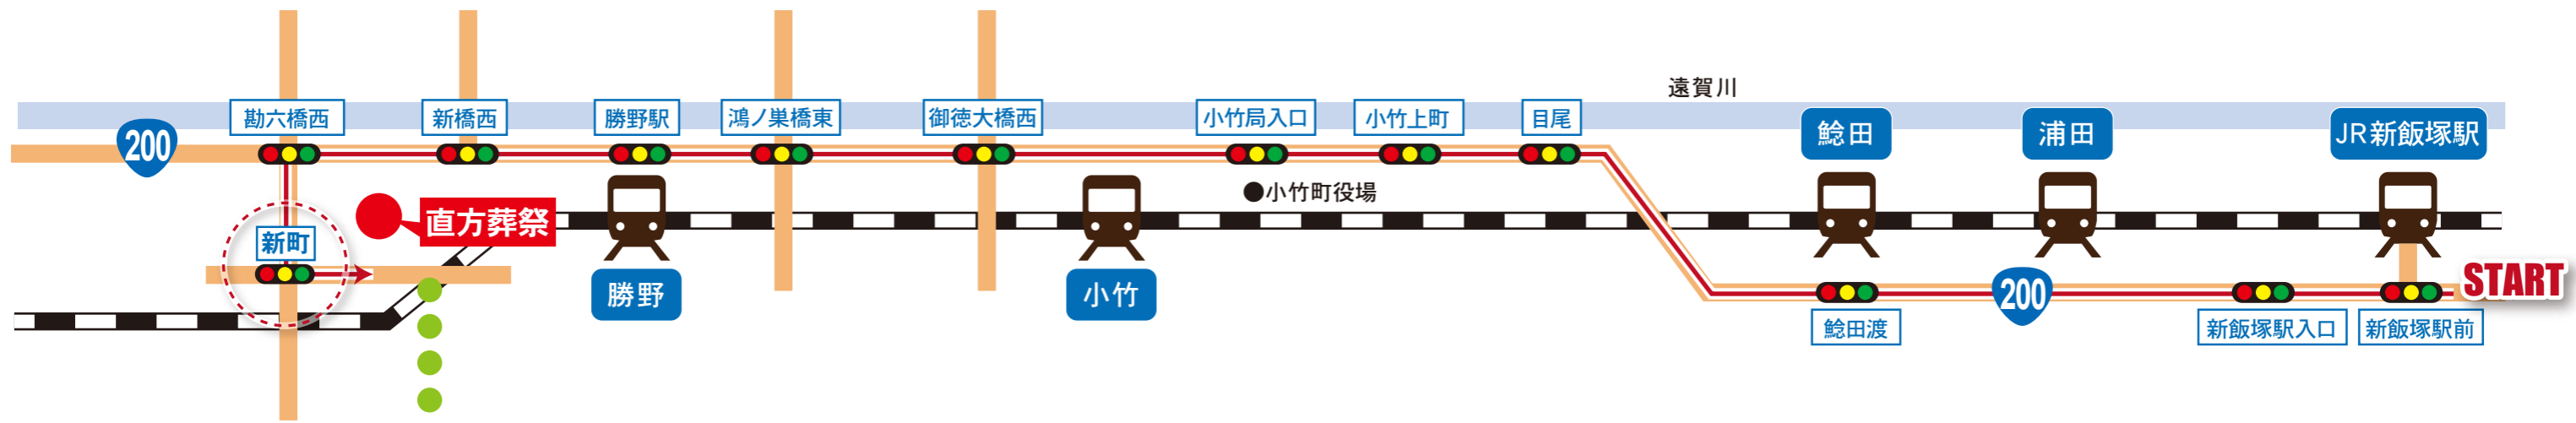 遠賀川
勘六橋西
新橋西
勝野駅
鴻ノ巣橋東
御徳大橋西
小竹局入口
小竹上町
目尾
鯰田
浦田
JR新飯塚駅
200
小竹町役場
直方葬祭
新町
勝野
小竹
200
START
鯰田渡
新飯塚駅入口
新飯塚駅前